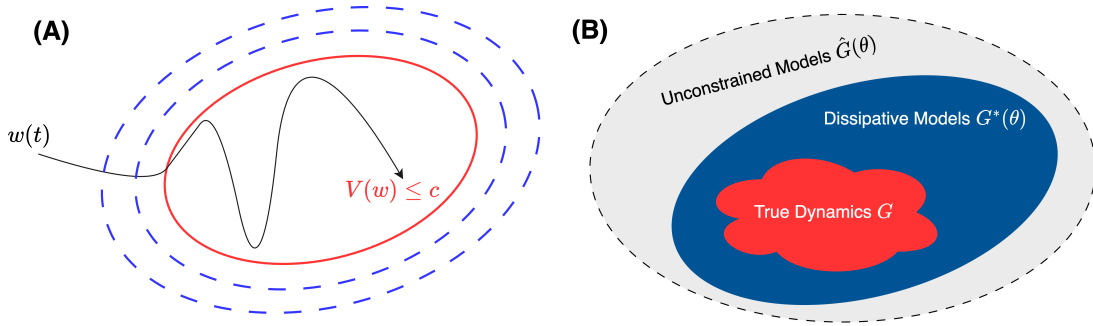 (A)
w(t)
V(w) ≤ c
(B)
Unconstrained Models Ĝ(θ)
Dissipative Models G*(θ)
True Dynamics G